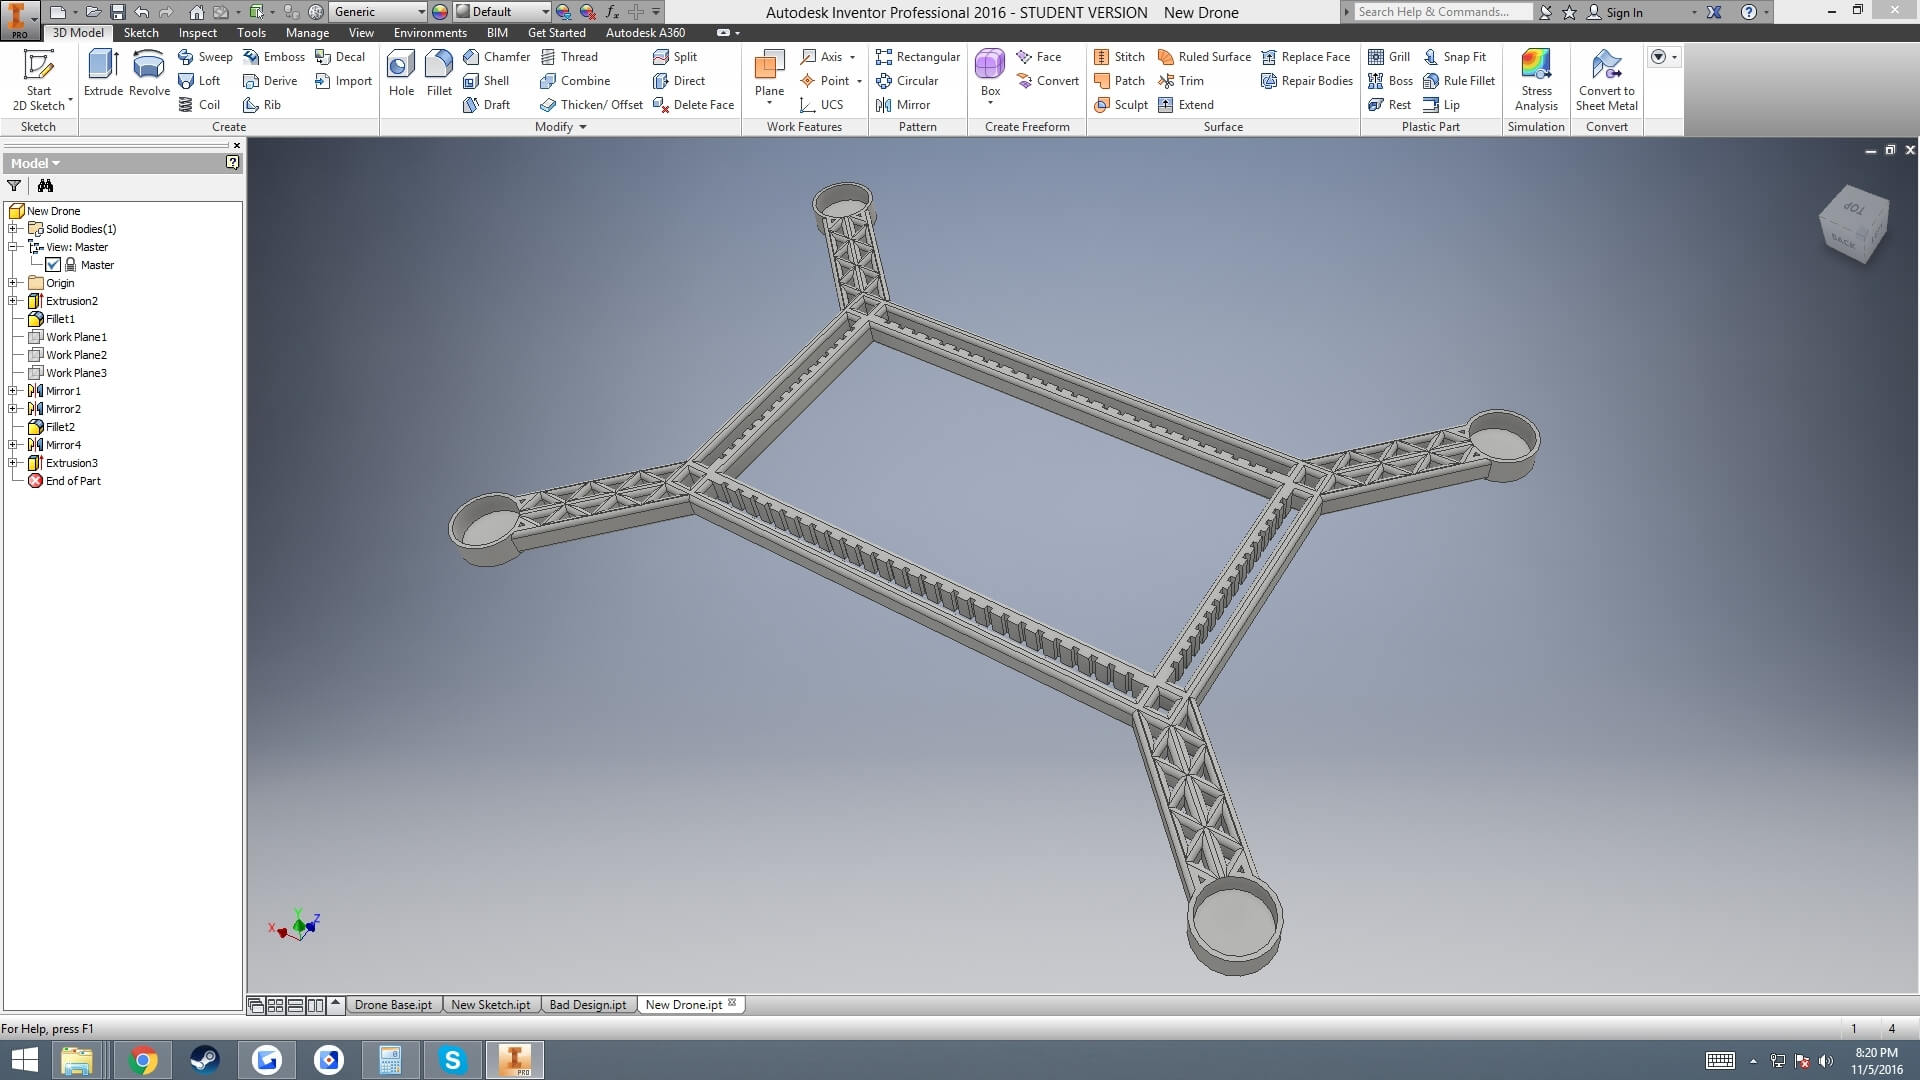 Generic
Default
Autodesk Inventor Professional 2016 - STUDENT VERSION New Drone
Search Help & Commands...
Sign In
PRO
3D Model Sketch Inspect Tools Manage View Environments BIM Get Started Autodesk A360
Start
2D Sketch
Extrude
Revolve
Sweep
Emboss
Decal
Loft
Derive
Import
Coil
Rib
Hole
Fillet
Chamfer
Thread
Split
Shell
Combine
Direct
Draft
Thicken/ Offset
Delete Face
Plane
Axis
Point
UCS
Rectangular
Circular
Mirror
Box
Face
Convert
Stitch
Ruled Surface
Replace Face
Patch
Trim
Repair Bodies
Sculpt
Extend
Grill
Snap Fit
Boss
Rule Fillet
Rest
Lip
Stress
Analysis
Convert to
Sheet Metal
Sketch
Create
Modify
Work Features
Pattern
Create Freeform
Surface
Plastic Part
Simulation
Convert
Model
New Drone
Solid Bodies(1)
View: Master
Master
Origin
Extrusion2
Fillet1
Work Plane1
Work Plane2
Work Plane3
Mirror1
Mirror2
Fillet2
Mirror4
Extrusion3
End of Part
TOP
BACK
Y
X
Z
Drone Base.ipt
New Sketch.ipt
Bad Design.ipt
New Drone.ipt
For Help, press F1
1 4
PRO
8:20 PM
11/5/2016